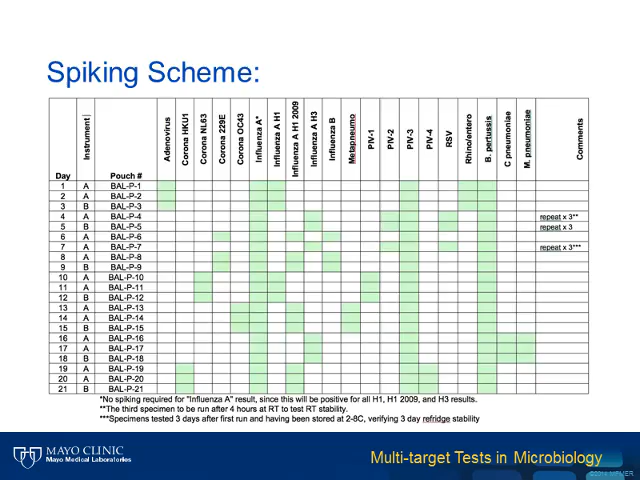 Spiking Scheme:
Day Instrument Pouch # Adenovirus Corona HKU1 Corona NL63 Corona 229E Corona OC43 Influenza A* Influenza A H1 Influenza A H1 2009 Influenza A H3 Influenza B Metapneumo PIV-1 PIV-2 PIV-3 PIV-4 RSV Rhino/entero B. pertussis C pneumoniae M. pneumoniae Comments
1 A BAL-P-1
2 A BAL-P-2
3 B BAL-P-3
4 A BAL-P-4 repeat x 3**
5 B BAL-P-5 repeat x 3
6 A BAL-P-6
7 A BAL-P-7 repeat x 3***
8 A BAL-P-8
9 B BAL-P-9
10 A BAL-P-10
11 A BAL-P-11
12 B BAL-P-12
13 A BAL-P-13
14 A BAL-P-14
15 B BAL-P-15
16 A BAL-P-16
17 A BAL-P-17
18 B BAL-P-18
19 A BAL-P-19
20 A BAL-P-20
21 B BAL-P-21
*No spiking required for "Influenza A" result, since this will be positive for all H1, H1 2009, and H3 results.
**The third specimen to be run after 4 hours at RT to test RT stability.
***Specimens tested 3 days after first run and having been stored at 2-8C, verifying 3 day refridge stability
MAYO CLINIC
Mayo Medical Laboratories
Multi-target Tests in Microbiology
MFMER